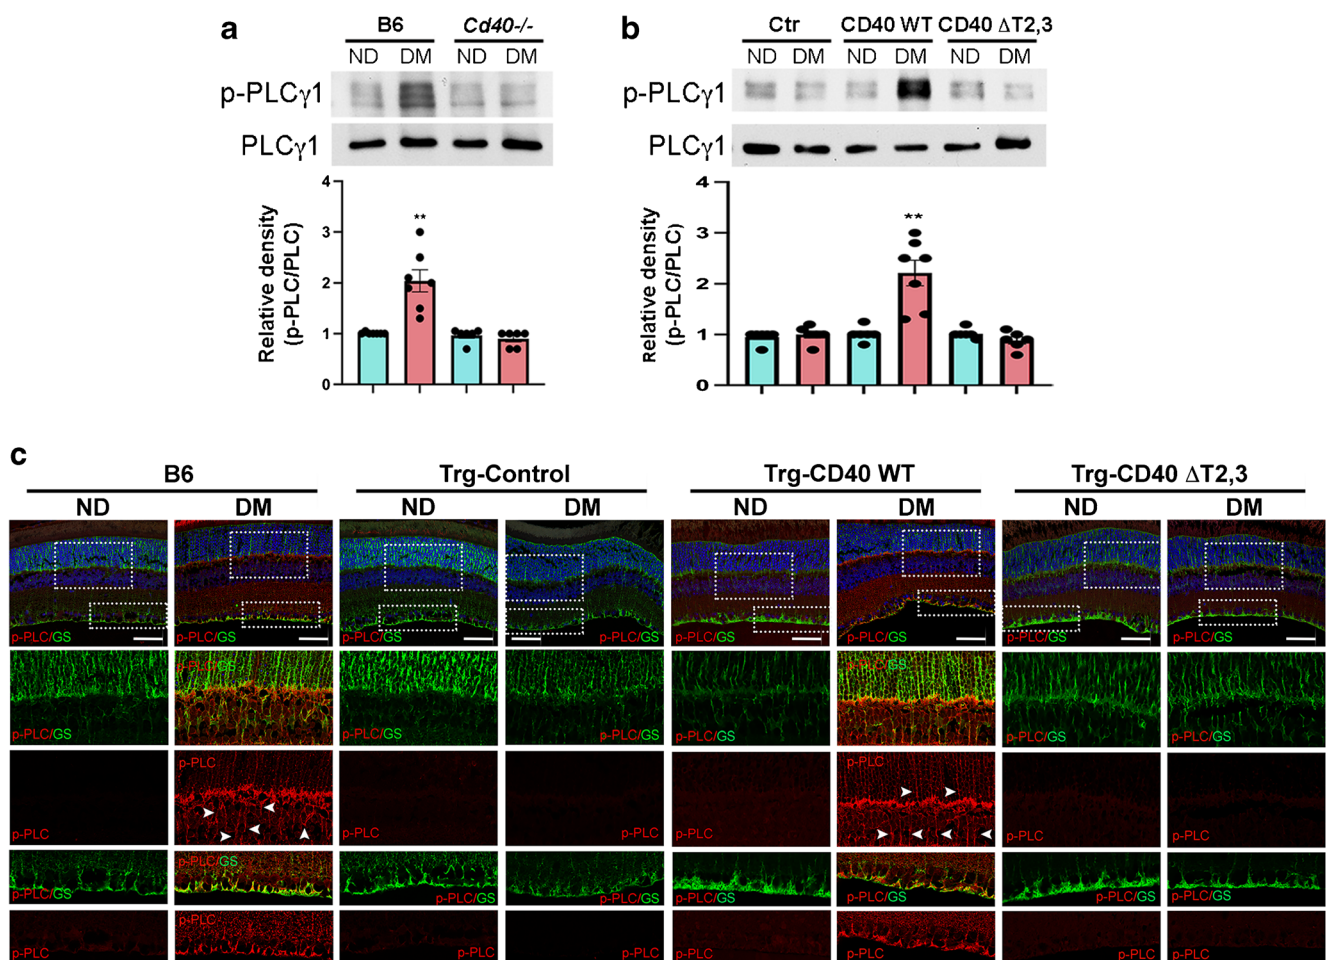 a
B6 Cd40-/-
ND DM ND DM
p-PLCγ1
PLCγ1
Relative density
(p-PLC/PLC)
4
3
2
1
0
**
b
Ctr CD40 WT CD40 ΔT2,3
ND DM ND DM ND DM
p-PLCγ1
PLCγ1
Relative density
(p-PLC/PLC)
4
3
2
1
0
**
c
B6 Trg-Control Trg-CD40 WT Trg-CD40 ΔT2,3
ND DM ND DM ND DM ND DM
p-PLC/GS p-PLC/GS p-PLC/GS p-PLC/GS p-PLC/GS p-PLC/GS p-PLC/GS p-PLC/GS
p-PLC/GS p-PLC/GS p-PLC/GS p-PLC/GS p-PLC/GS p-PLC/GS p-PLC/GS p-PLC/GS
p-PLC p-PLC p-PLC p-PLC p-PLC p-PLC p-PLC p-PLC
p-PLC/GS p-PLC/GS p-PLC/GS p-PLC/GS p-PLC/GS p-PLC/GS p-PLC/GS p-PLC/GS
p-PLC p-PLC p-PLC p-PLC p-PLC p-PLC p-PLC p-PLC